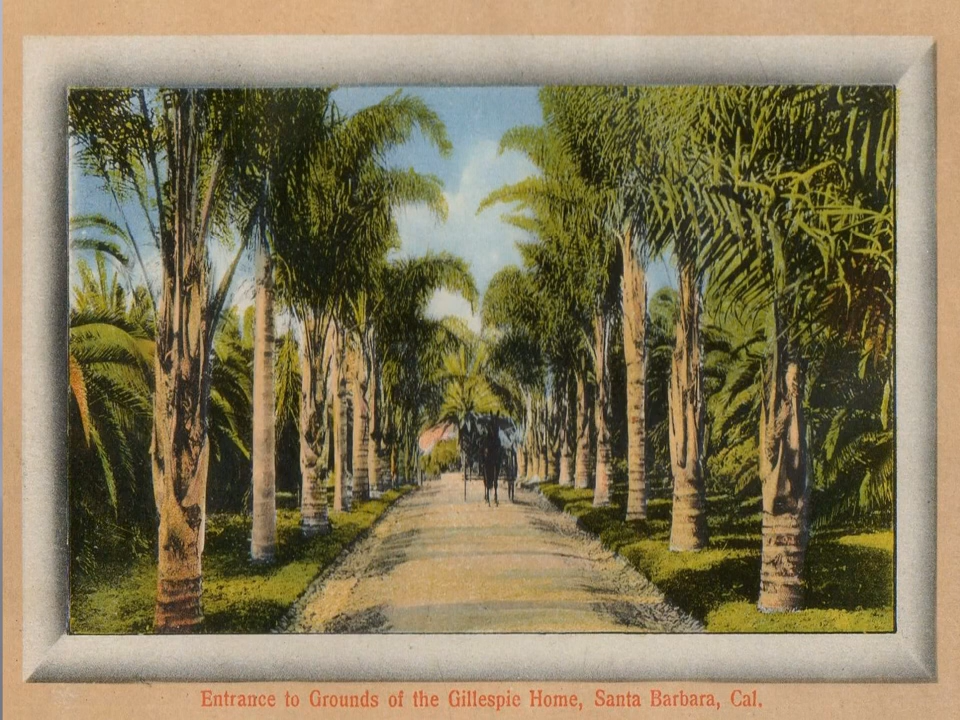 Entrance to Grounds of the Gillespie Home, Santa Barbara, Cal.